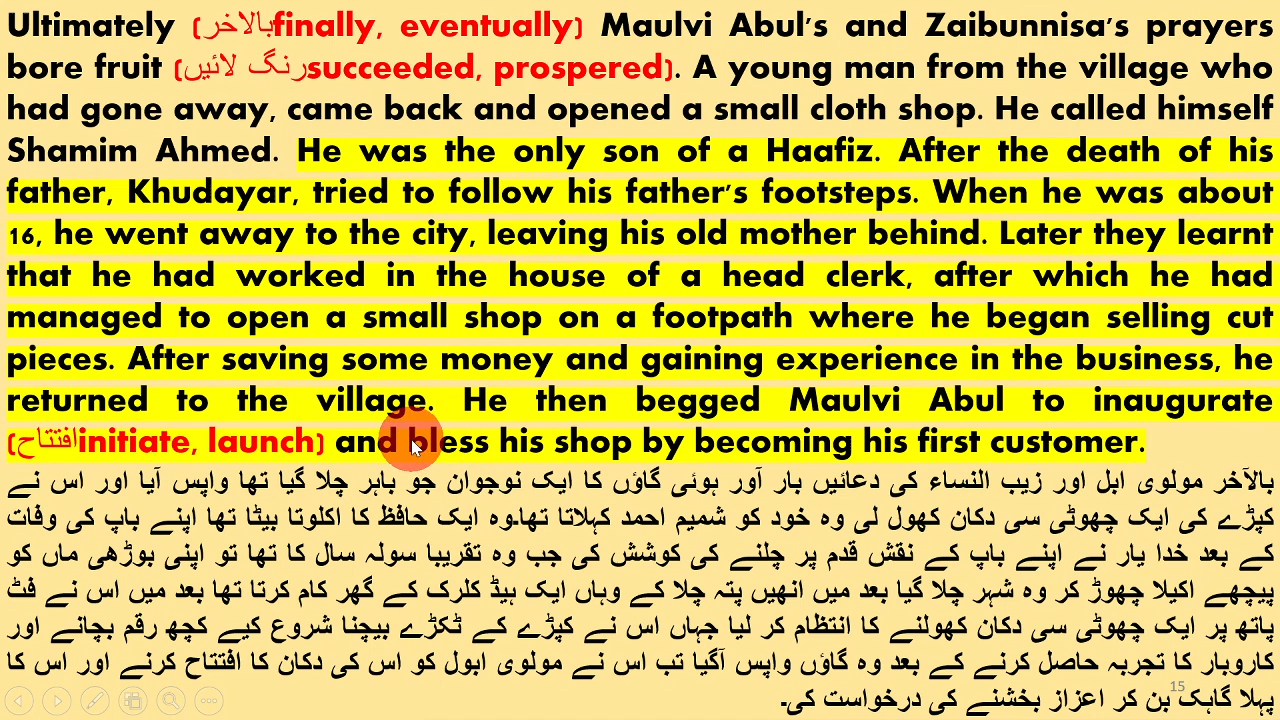 Ultimately (بالاخرfinally, eventually) Maulvi Abul's and Zaibunnisa's prayers
bore fruit (رنگ لائیںsucceeded, prospered). A young man from the village who
had gone away, came back and opened a small cloth shop. He called himself
Shamim Ahmed. He was the only son of a Haafiz. After the death of his
father, Khudayar, tried to follow his father's footsteps. When he was about
16, he went away to the city, leaving his old mother behind. Later they learnt
that he had worked in the house of a head clerk, after which he had
managed to open a small shop on a footpath where he began selling cut
pieces. After saving some money and gaining experience in the business, he
returned to the village. He then begged Maulvi Abul to inaugurate
(افتتاحinitiate, launch) and bless his shop by becoming his first customer.
بالآخر مولوی ابل اور زیب النساء کی دعائیں بار آور ہوئی گاؤں کا ایک نوجوان جو باہر چلا گیا تھا واپس آیا اور اس نے
کپڑے کی ایک چھوٹی سی دکان کھول لی وہ خود کو شمیم احمد کہلاتا تھا۔وہ ایک حافظ کا اکلوتا بیٹا تھا اپنے باپ کی وفات
کے بعد خدا یار نے اپنے باپ کے نقش قدم پر چلنے کی کوشش کی جب وہ تقریبا سولہ سال کا تھا تو اپنی بوڑھی ماں کو
پیچھے اکیلا چھوڑ کر وہ شہر چلا گیا بعد میں انھیں پتہ چلا کے وہاں ایک ہیڈ کلرک کے گھر کام کرتا تھا بعد میں اس نے فٹ
پاتھ پر ایک چھوٹی سی دکان کھولنے کا انتظام کر لیا جہاں اس نے کپڑے کے ٹکڑے بیچنا شروع کیے کچھ رقم بچانے اور
کاروبار کا تجربہ حاصل کرنے کے بعد وہ گاؤں واپس آگیا تب اس نے مولوی ابول کو اس کی دکان کا افتتاح کرنے اور اس کا
پہلا گاہک بن کر اعزاز بخشنے کی درخواست کی۔
15